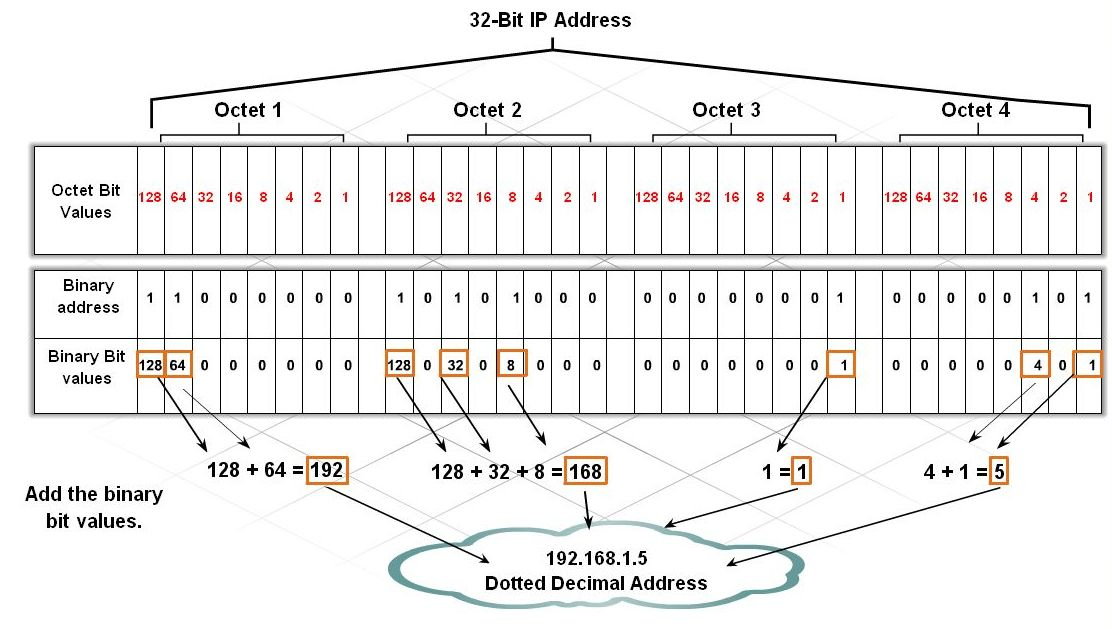 32-Bit IP Address
Octet 1 Octet 2 Octet 3 Octet 4
Octet Bit
Values
128 64 32 16 8 4 2 1 128 64 32 16 8 4 2 1 128 64 32 16 8 4 2 1 128 64 32 16 8 4 2 1
Binary
address
1 1 0 0 0 0 0 0 1 0 1 0 1 0 0 0 0 0 0 0 0 0 0 1 0 0 0 0 0 1 0 1
Binary Bit
values
128 64 0 0 0 0 0 0 128 0 32 0 8 0 0 0 0 0 0 0 0 0 0 1 0 0 0 0 0 4 0 1
128 + 64 = 192 128 + 32 + 8 = 168 1 = 1 4 + 1 = 5
Add the binary
bit values.
192.168.1.5
Dotted Decimal Address